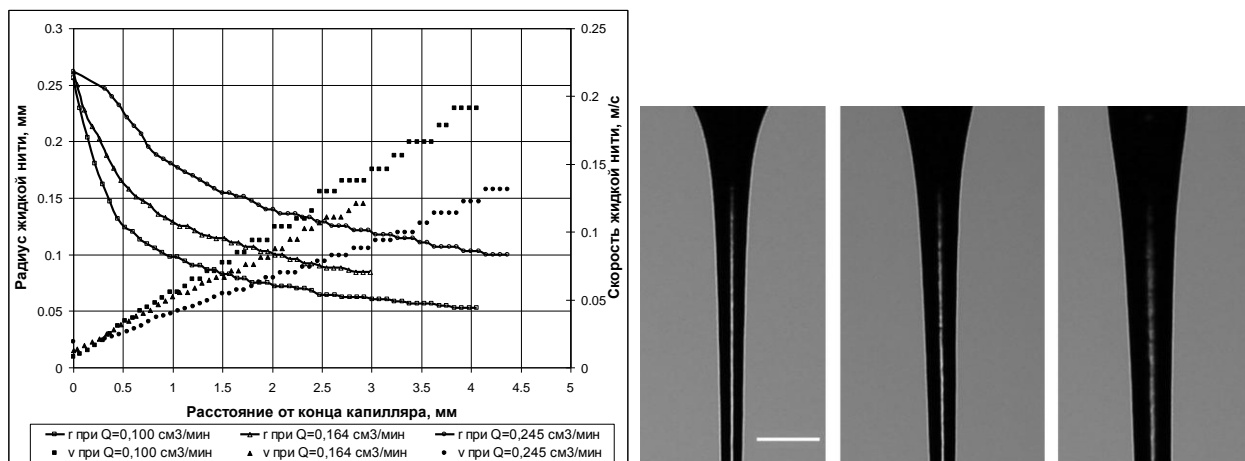 Радиус жидкой нити, мм
0.3
0.25
0.2
0.15
0.1
0.05
0
0.25
0.2
0.15
0.1
0.05
0
Скорость жидкой нити, м/с
0 0.5 1 1.5 2 2.5 3 3.5 4 4.5 5
Расстояние от конца капилляра, мм
r при Q=0,100 см3/мин r при Q=0,164 см3/мин r при Q=0,245 см3/мин
v при Q=0,100 см3/мин v при Q=0,164 см3/мин v при Q=0,245 см3/мин